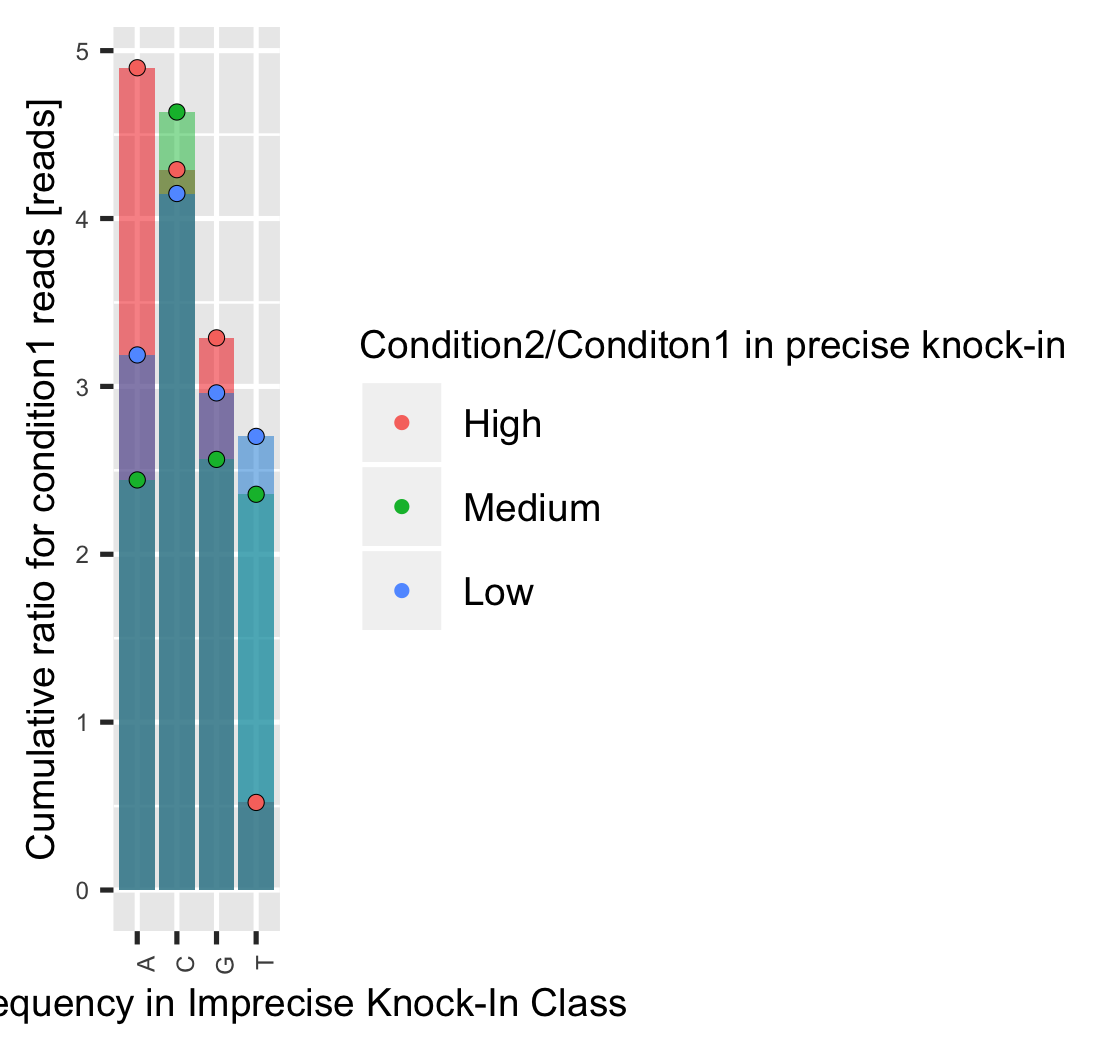 Cumulative ratio for condition1 reads [reads]
5
4
3
2
1
0
A
C
G
T
equency in Imprecise Knock-In Class
Condition2/Conditon1 in precise knock-in
High
Medium
Low